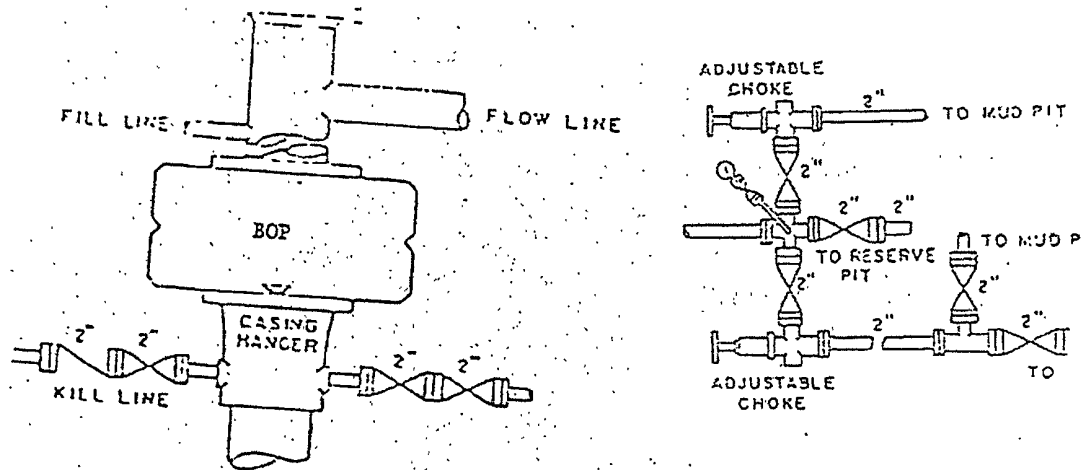 FILL LINE
FLOW LINE
BOP
CASING
HANGER
2"
2"
KILL LINE
2"
2"
ADJUSTABLE
CHOKE
2"
TO MUD PIT
2"
2"
2"
TO RESERVE
PIT
TO MUD P
2"
2"
2"
2"
TO
ADJUSTABLE
CHOKE